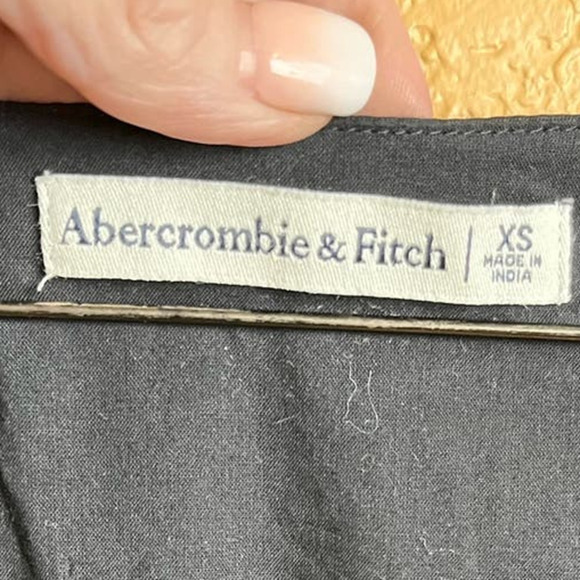 Abercrombie & Fitch
XS
MADE IN
INDIA